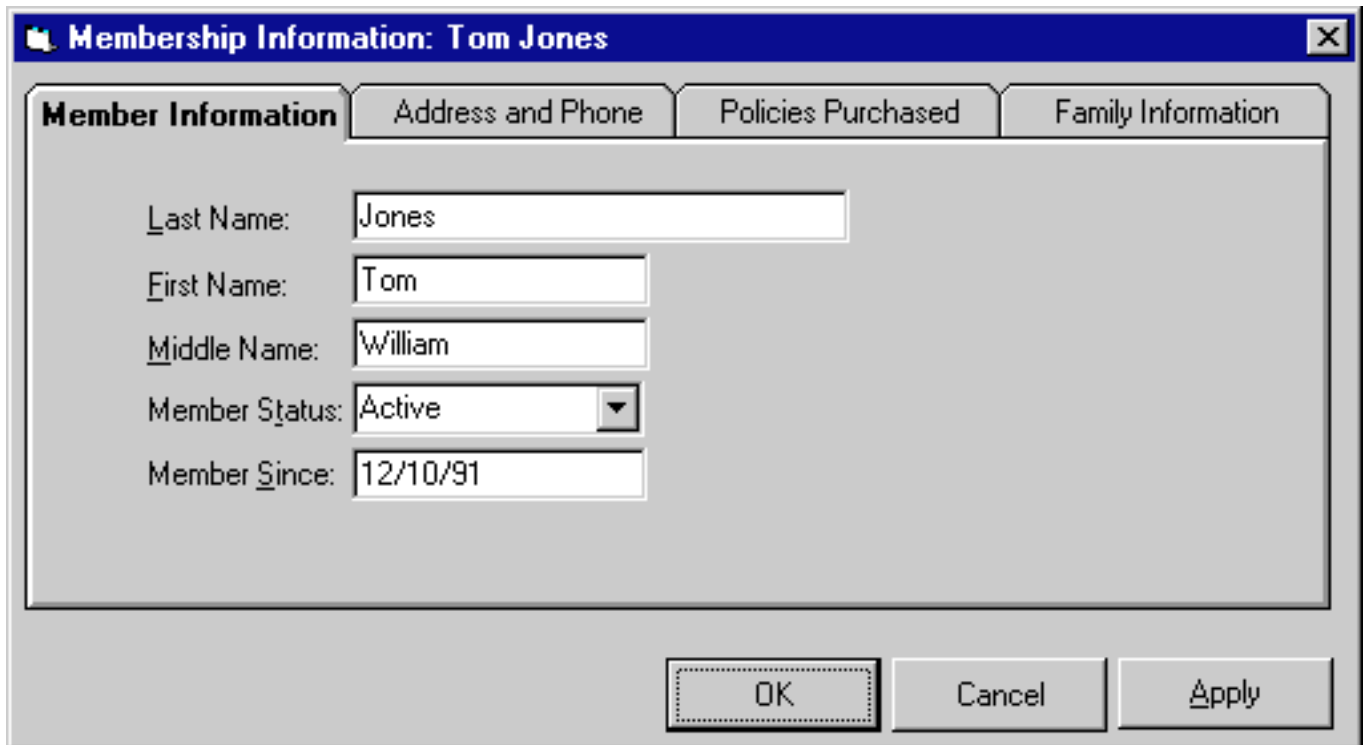 Membership Information: Tom Jones
Member Information Address and Phone Policies Purchased Family Information
Last Name: Jones
First Name: Tom
Middle Name: William
Member Status: Active
Member Since: 12/10/91
OK Cancel Apply